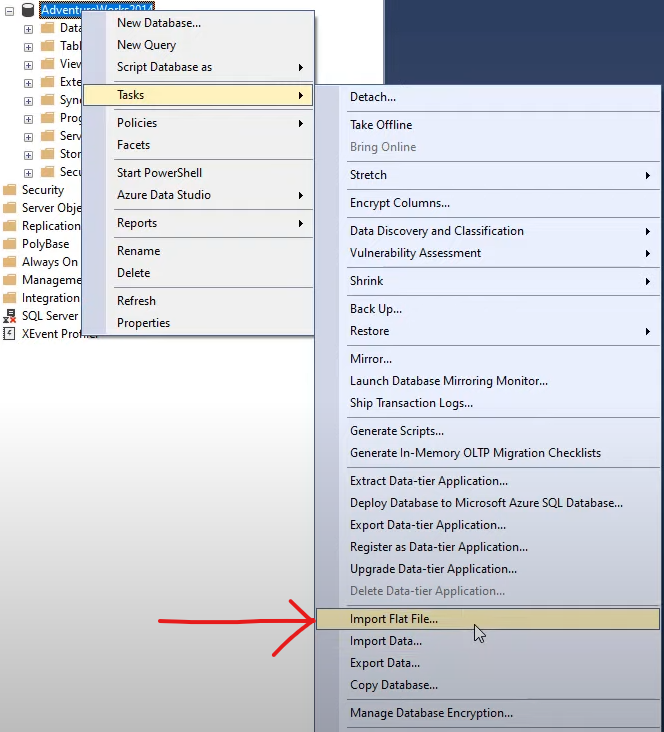 AdventureWorks2014
Data
Tabl
View
Exte
Syno
Prog
Serv
Stor
Secu
Security
Server Obje
Replication
PolyBase
Always On
Manageme
Integration
SQL Server
XEvent Profiler
New Database...
New Query
Script Database as
Tasks
Policies
Facets
Start PowerShell
Azure Data Studio
Reports
Rename
Delete
Refresh
Properties
Detach...
Take Offline
Bring Online
Stretch
Encrypt Columns...
Data Discovery and Classification
Vulnerability Assessment
Shrink
Back Up...
Restore
Mirror...
Launch Database Mirroring Monitor...
Ship Transaction Logs...
Generate Scripts...
Generate In-Memory OLTP Migration Checklists
Extract Data-tier Application...
Deploy Database to Microsoft Azure SQL Database...
Export Data-tier Application...
Register as Data-tier Application...
Upgrade Data-tier Application...
Delete Data-tier Application...
Import Flat File...
Import Data...
Export Data...
Copy Database...
Manage Database Encryption...